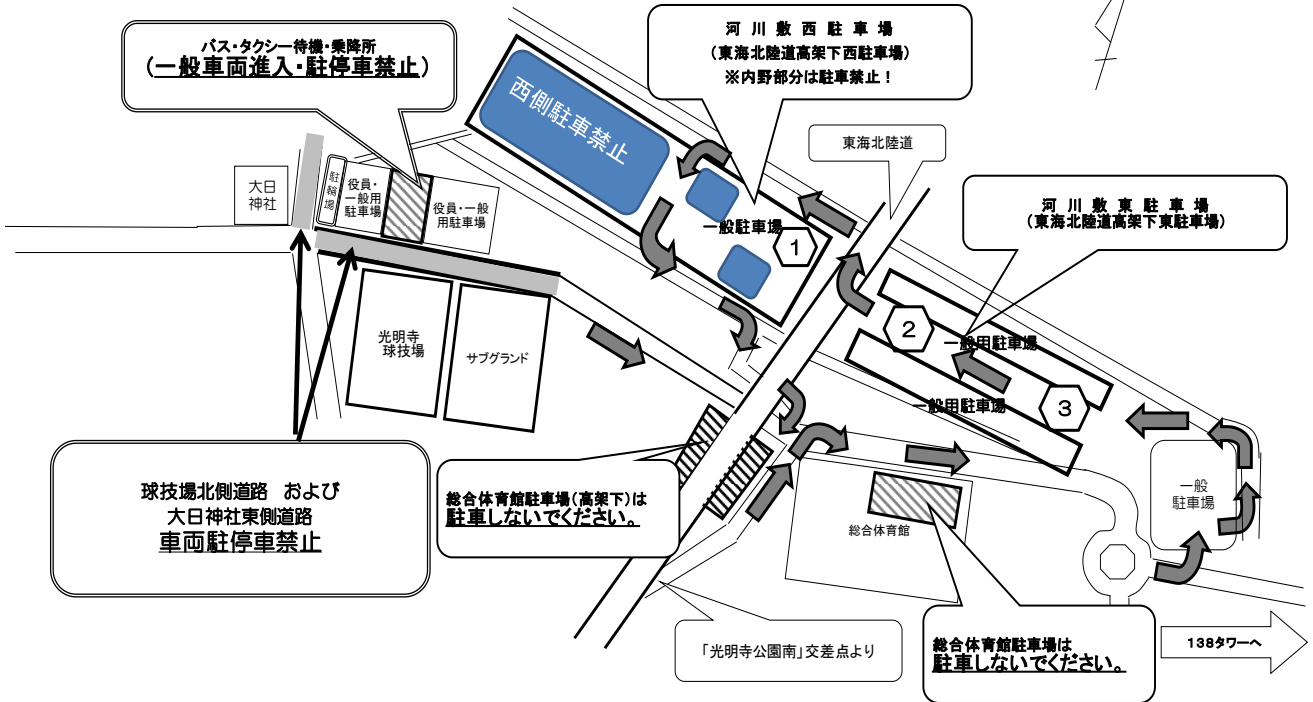 バス・タクシー待機・乗降所
(一般車両進入・駐停車禁止)
河川敷西駐車場
(東海北陸道高架下西駐車場)
※内野部分は駐車禁止！
西側駐車禁止
東海北陸道
河川敷東駐車場
(東海北陸道高架下東駐車場)
大日
神社
駐輪場
役員・
一般用
駐車場
役員・一般
用駐車場
一般駐車場
1
2
一般用駐車場
3
一般用駐車場
光明寺
球技場
サブグランド
球技場北側道路 および
大日神社東側道路
車両駐停車禁止
総合体育館駐車場(高架下)は
駐車しないでください。
総合体育館
一般
駐車場
「光明寺公園南」交差点より
総合体育館駐車場は
駐車しないでください。
138タワーへ